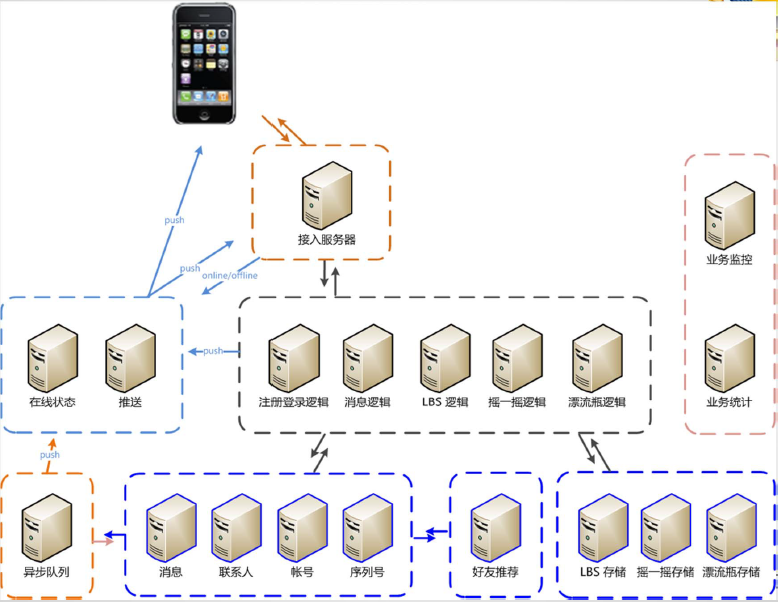 接入服务器
业务监控
push
push
online/offline
push
在线状态
推送
注册登录逻辑
消息逻辑
LBS 逻辑
摇一摇逻辑
漂流瓶逻辑
业务统计
push
异步队列
消息
联系人
帐号
序列号
好友推荐
LBS 存储
摇一摇存储
漂流瓶存储